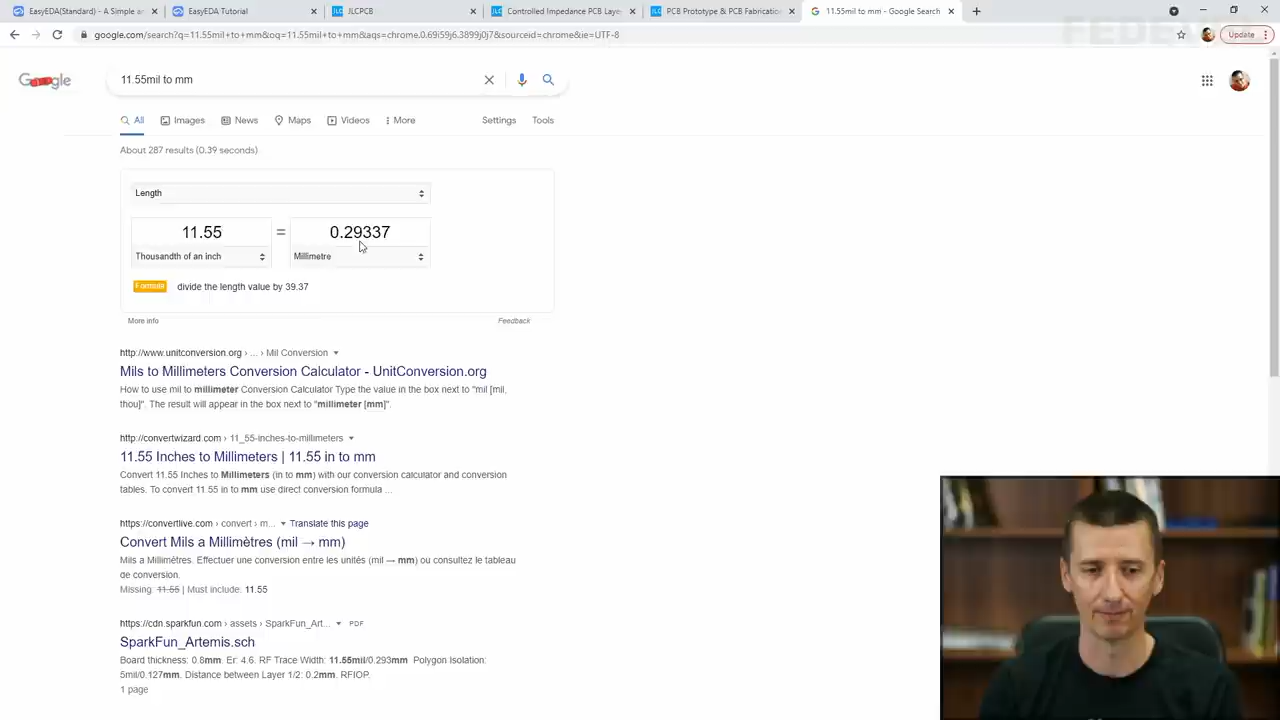 EasyEDA(Standard) - A Simple a
EasyEDA Tutorial
JLCPCB
Controlled Impedance PCB Layer
PCB Prototype & PCB Fabrication
11.55mil to mm - Google Search
google.com/search?q=11.55mil+to+mm&oq=11.55mil+to+mm&aqs=chrome.0.69i59j6.3899j0j7&sourceid=chrome&ie=UTF-8
Update
Google
11.55mil to mm
All Images News Maps Videos More Settings Tools
About 287 results (0.39 seconds)
Length
11.55 = 0.29337
Thousandth of an inch Millimetre
Formula divide the length value by 39.37
More info Feedback
http://www.unitconversion.org › ... › Mil Conversion
Mils to Millimeters Conversion Calculator - UnitConversion.org
How to use mil to millimeter Conversion Calculator Type the value in the box next to "mil [mil,
thou]". The result will appear in the box next to "millimeter [mm]".
http://convertwizard.com › 11_55-inches-to-millimeters
11.55 Inches to Millimeters | 11.55 in to mm
Convert 11.55 Inches to Millimeters (in to mm) with our conversion calculator and conversion
tables. To convert 11.55 in to mm use direct conversion formula ...
https://convertlive.com › convert › m... Translate this page
Convert Mils a Millimètres (mil → mm)
Mils a Millimètres. Effectuer une conversion entre les unités (mil → mm) ou consultez le tableau
de conversion.
Missing: 11.55 | Must include: 11.55
https://cdn.sparkfun.com › assets › SparkFun_Art... PDF
SparkFun_Artemis.sch
Board thickness: 0.8mm. Er: 4.6. RF Trace Width: 11.55mil/0.293mm Polygon Isolation:
5mil/0.127mm. Distance between Layer 1/2: 0.2mm. RFIOP.
1 page